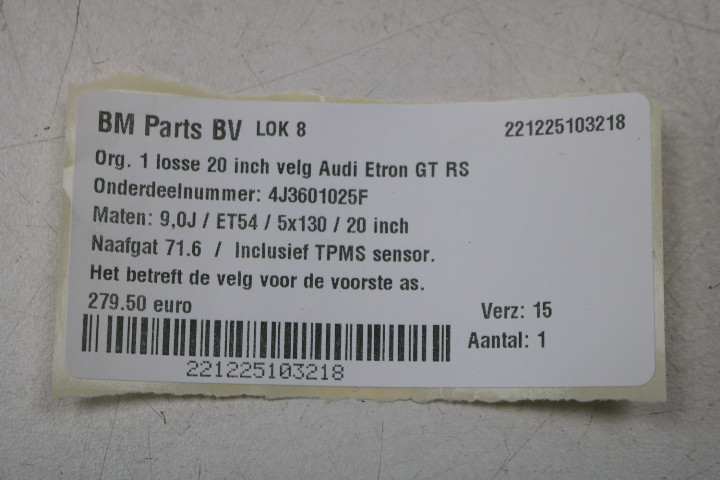 BM Parts BV LOK 8 221225103218
Org. 1 losse 20 inch velg Audi Etron GT RS
Onderdeelnummer: 4J3601025F
Maten: 9,0J / ET54 / 5x130 / 20 inch
Naafgat 71.6 / Inclusief TPMS sensor.
Het betreft de velg voor de voorste as.
279.50 euro Verz: 15
Aantal: 1
221225103218